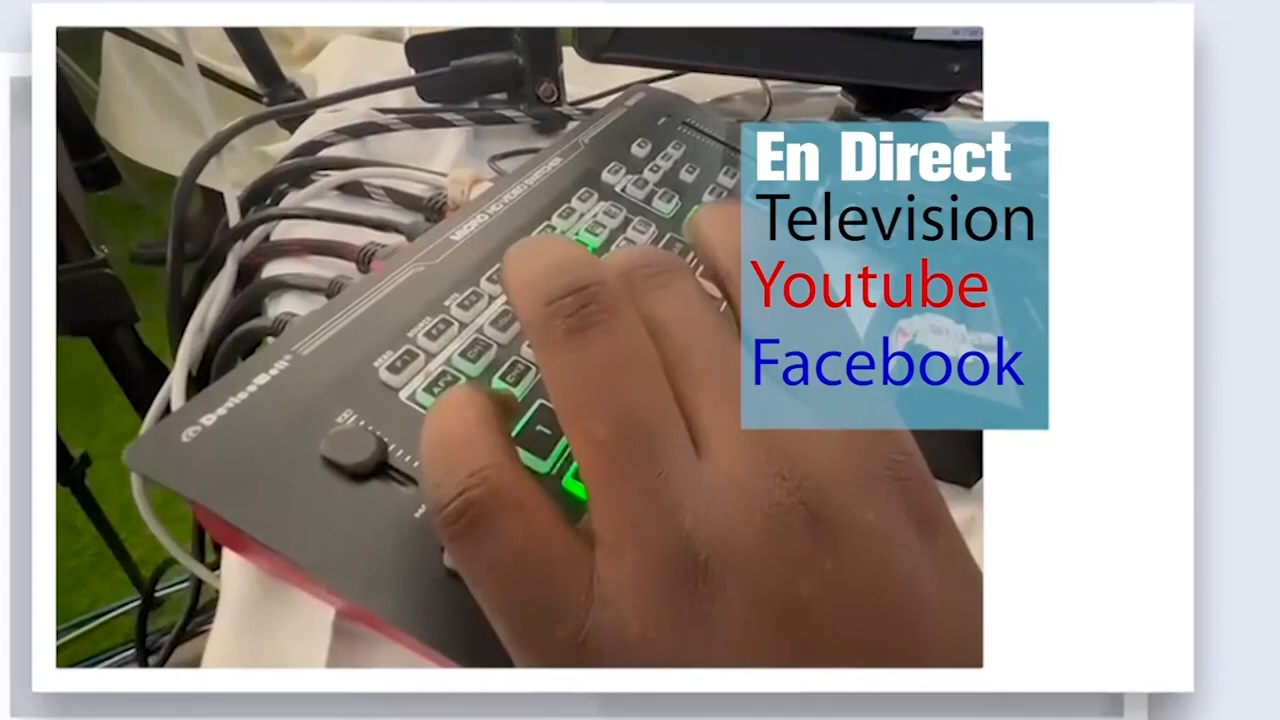 En Direct
Television
Youtube
Facebook
MICRO HD VIDEO SWITCHER
DeviceWell